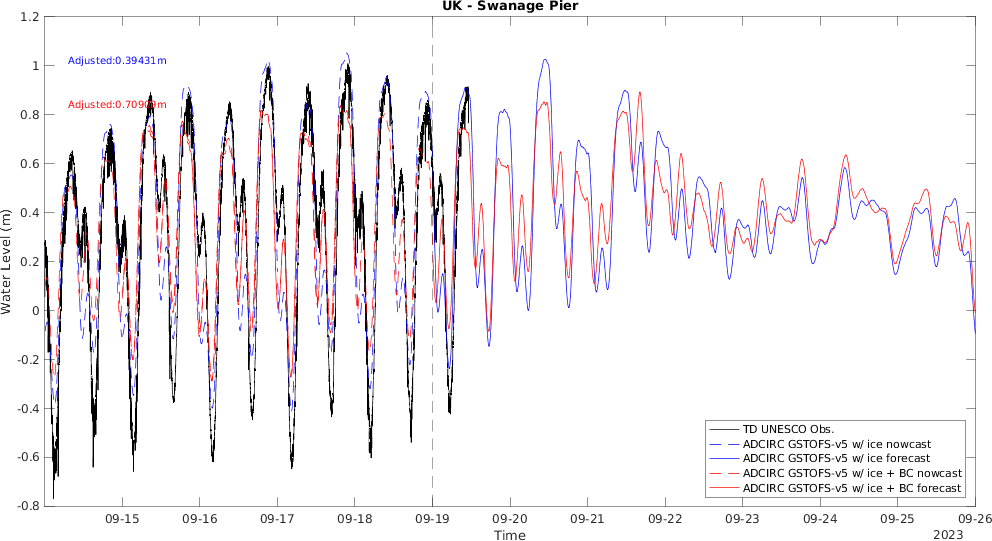 UK - Swanage Pier
1.2
1
0.8
0.6
0.4
0.2
0
-0.2
-0.4
-0.6
-0.8
Water Level (m)
Adjusted:0.39431m
Adjusted:0.70909m
TD UNESCO Obs.
ADCIRC GSTOFS-v5 w/ ice nowcast
ADCIRC GSTOFS-v5 w/ ice forecast
ADCIRC GSTOFS-v5 w/ ice + BC nowcast
ADCIRC GSTOFS-v5 w/ ice + BC forecast
09-15 09-16 09-17 09-18 09-19 09-20 09-21 09-22 09-23 09-24 09-25 09-26
Time
2023